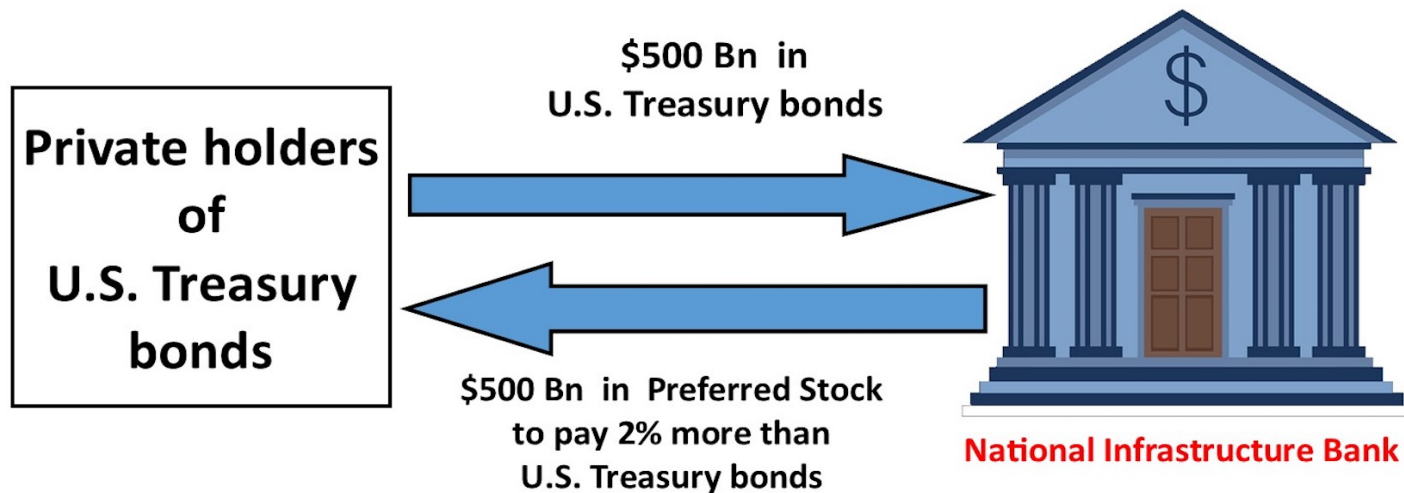 Private holders
of
U.S. Treasury
bonds
$500 Bn in
U.S. Treasury bonds
$500 Bn in Preferred Stock
to pay 2% more than
U.S. Treasury bonds
$
National Infrastructure Bank